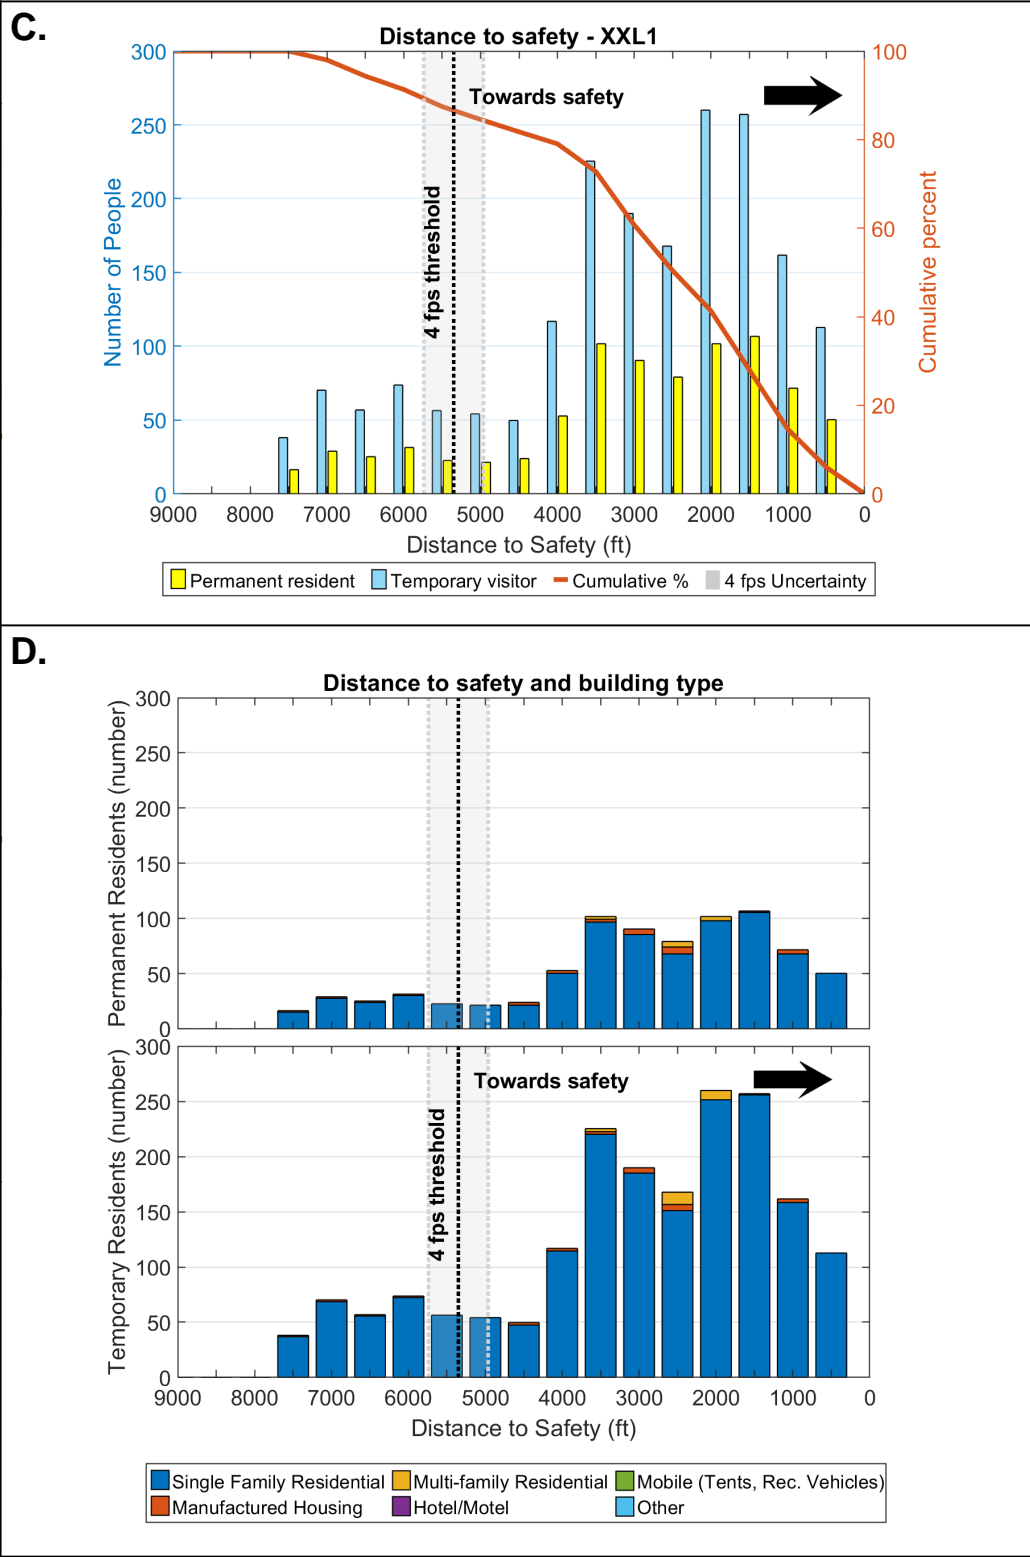 C.
Distance to safety - XXL1
300
250
200
150
100
50
0
Number of People
100
80
60
40
20
0
Cumulative percent
Towards safety
4 fps threshold
9000 8000 7000 6000 5000 4000 3000 2000 1000 0
Distance to Safety (ft)
Permanent resident Temporary visitor Cumulative % 4 fps Uncertainty
D.
Distance to safety and building type
300
250
200
150
100
50
0
Permanent Residents (number)
300
250
200
150
100
50
0
Temporary Residents (number)
Towards safety
4 fps threshold
9000 8000 7000 6000 5000 4000 3000 2000 1000 0
Distance to Safety (ft)
Single Family Residential Multi-family Residential Mobile (Tents, Rec. Vehicles)
Manufactured Housing Hotel/Motel Other